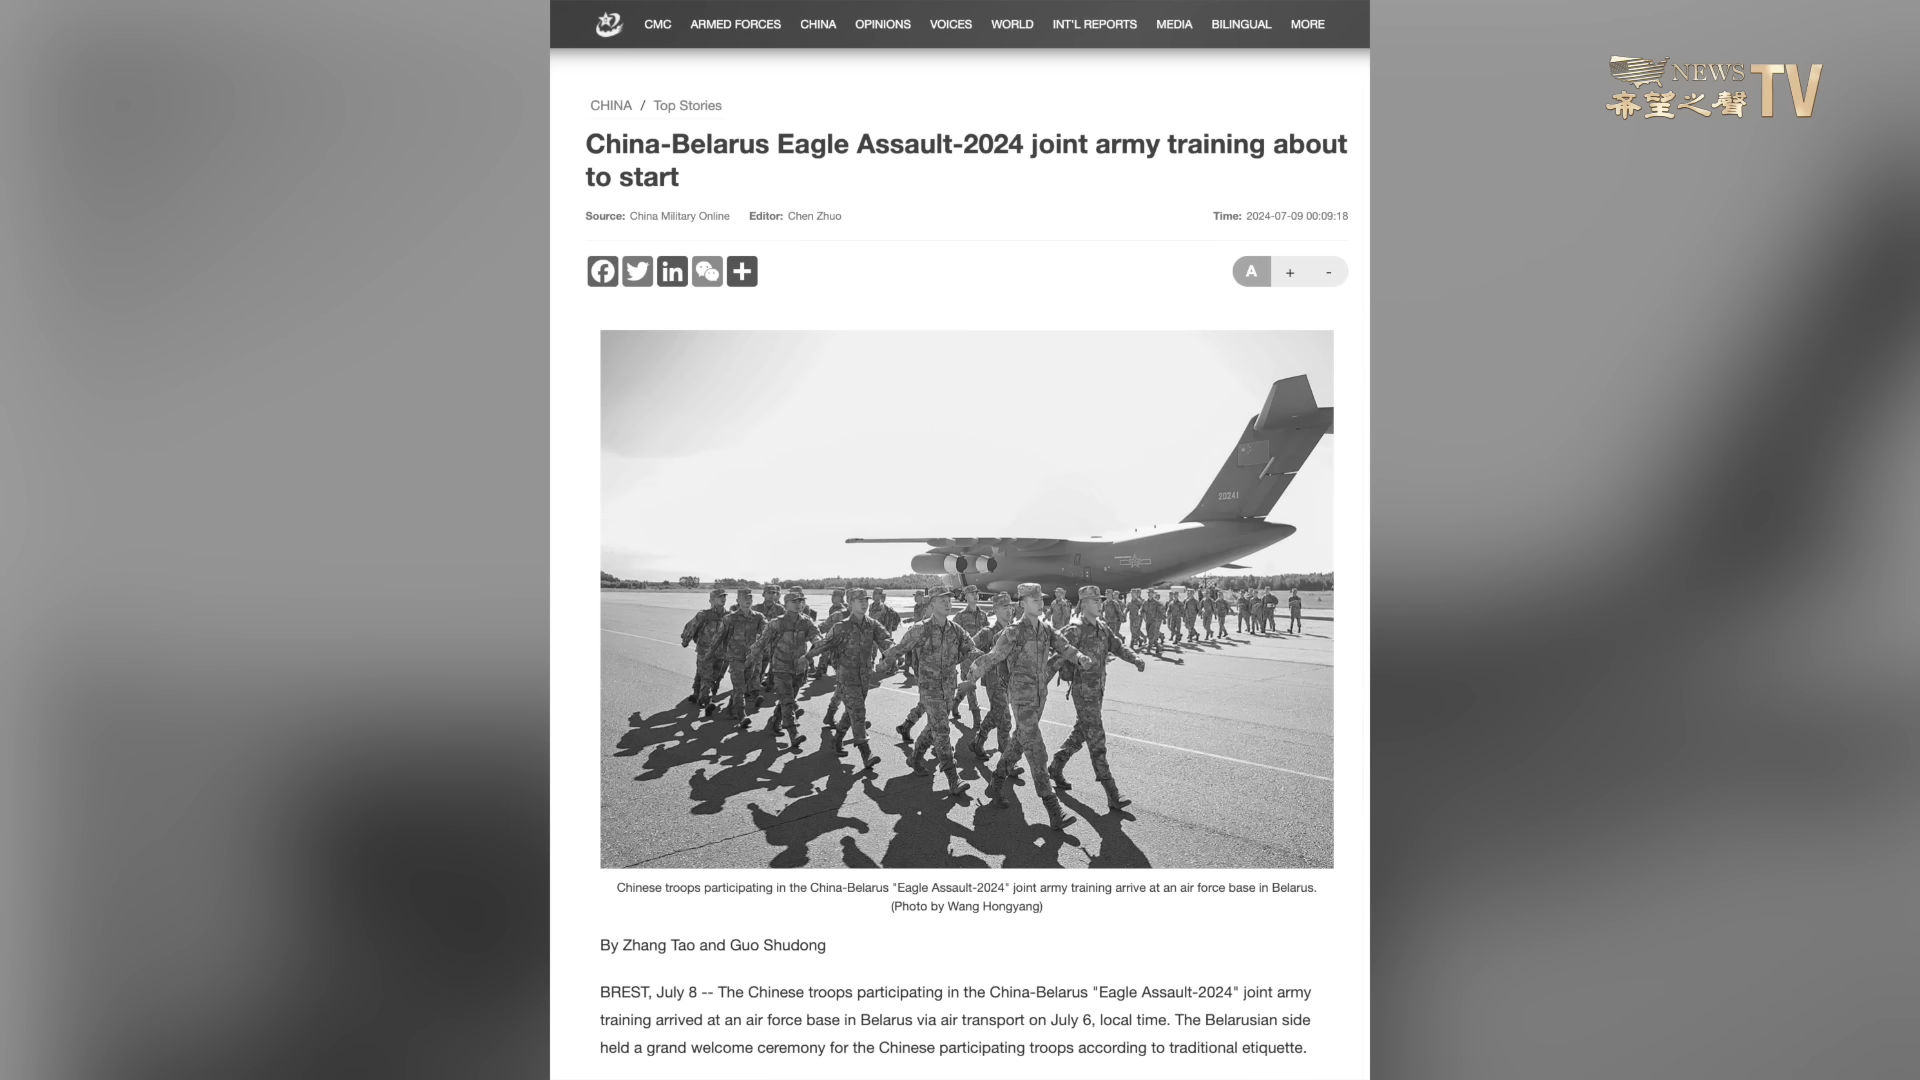 CMC ARMED FORCES CHINA OPINIONS VOICES WORLD INT'L REPORTS MEDIA BILINGUAL MORE
NEWS TV
希望之聲
CHINA / Top Stories
China-Belarus Eagle Assault-2024 joint army training about
to start
Source: China Military Online Editor: Chen Zhuo Time: 2024-07-09 00:09:18
A + -
20241
Chinese troops participating in the China-Belarus "Eagle Assault-2024" joint army training arrive at an air force base in Belarus.
(Photo by Wang Hongyang)
By Zhang Tao and Guo Shudong
BREST, July 8 -- The Chinese troops participating in the China-Belarus "Eagle Assault-2024" joint army
training arrived at an air force base in Belarus via air transport on July 6, local time. The Belarusian side
held a grand welcome ceremony for the Chinese participating troops according to traditional etiquette.